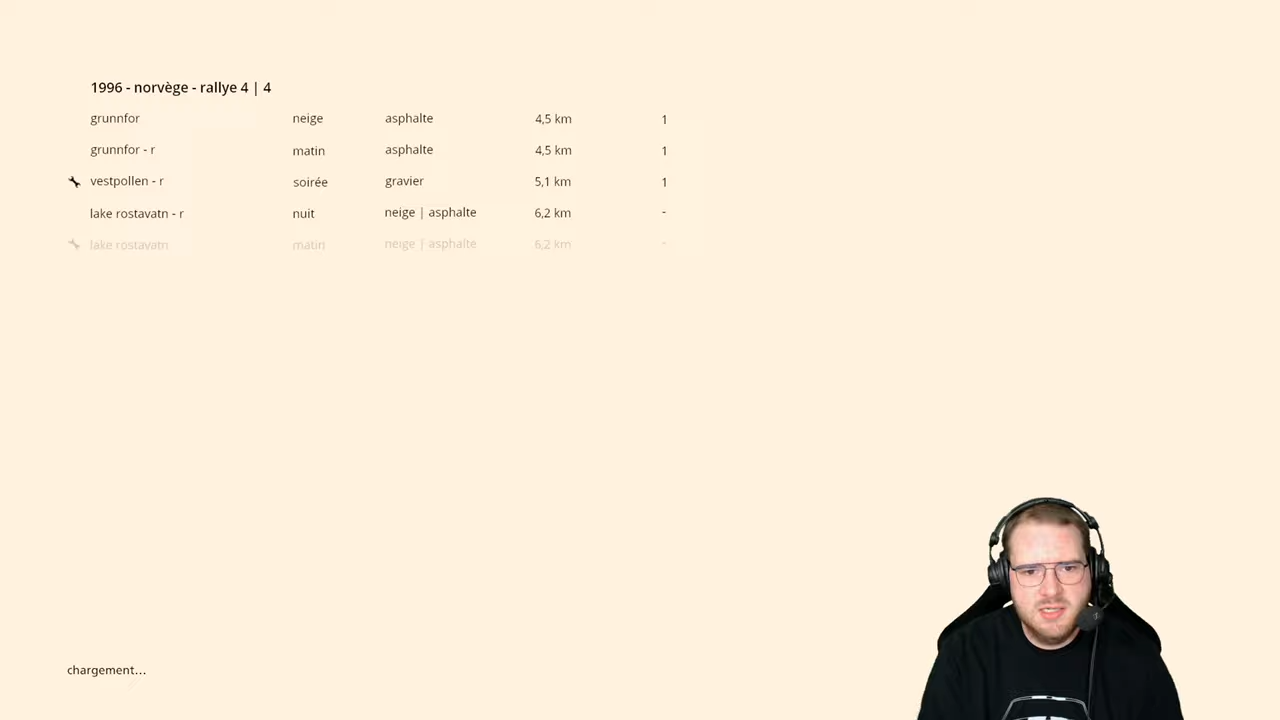 1996 - norvège - rallye 4 | 4
grunnfor neige asphalte 4,5 km 1
grunnfor - r matin asphalte 4,5 km 1
vestpollen - r soirée gravier 5,1 km 1
lake rostavatn - r nuit neige | asphalte 6,2 km -
lake rostavatn matin neige | asphalte 6,2 km -
chargement...